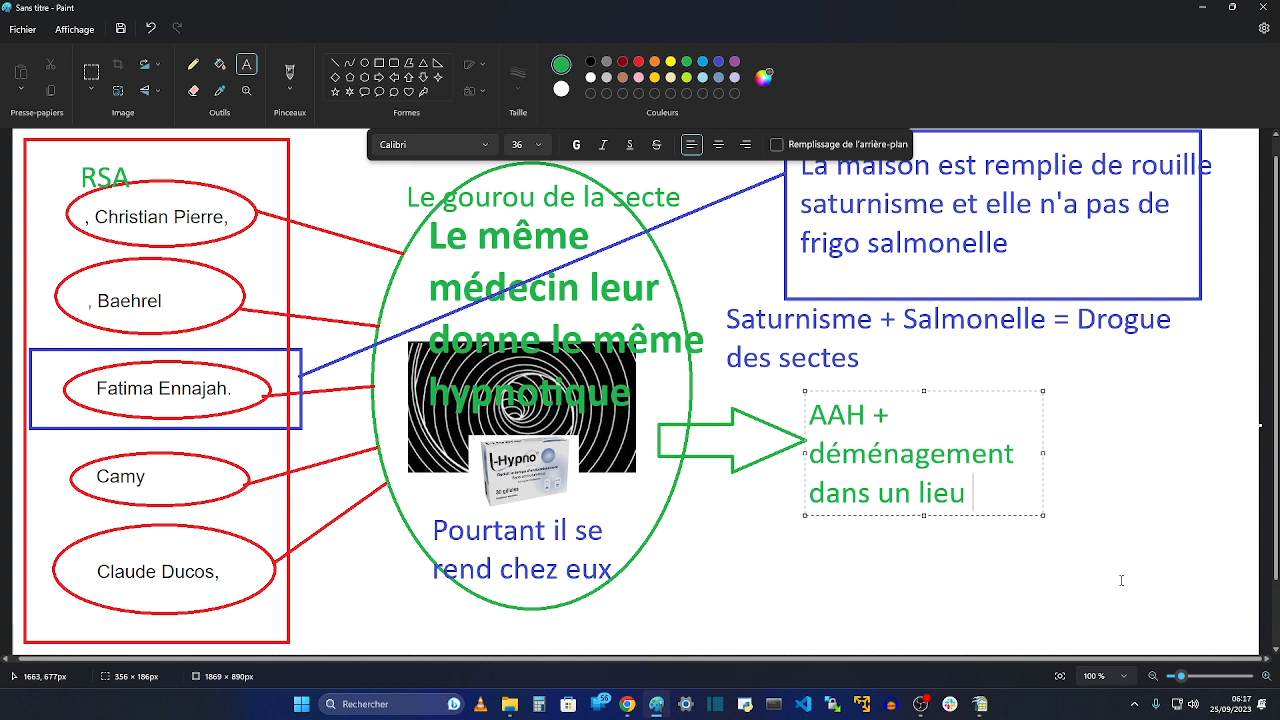 Sans titre - Paint
Fichier Affichage
Presse-papiers Image Outils Pinceaux Formes Taille Couleurs
Calibri 36 G I S S Remplissage de l'arrière-plan
RSA
, Christian Pierre,
, Baehrel
Fatima Ennajah.
Camy
Claude Ducos,
Le gourou de la secte
Le même
médecin leur
donne le même
hypnotique
I-Hypno
30 gélules
Pourtant il se
rend chez eux
La maison est remplie de rouille
saturnisme et elle n'a pas de
frigo salmonelle
Saturnisme + Salmonelle = Drogue
des sectes
AAH +
déménagement
dans un lieu
1663, 677px 356 × 186px 1869 × 890px 100 %
Rechercher
56
06:17
25/09/2023